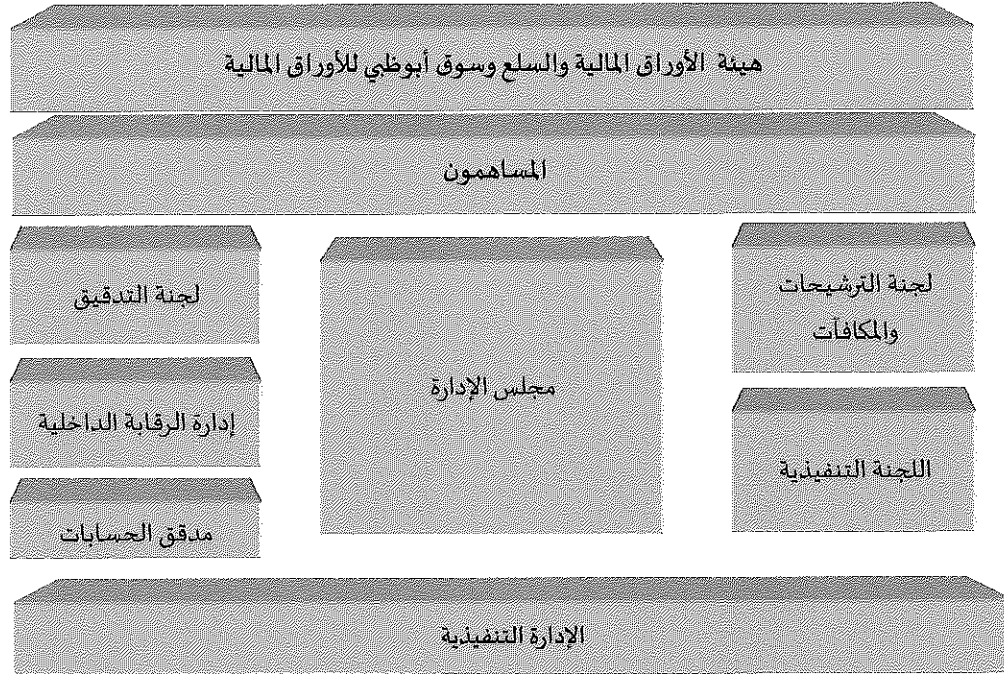 هيئة الأوراق المالية والسلع وسوق أبوظبي للأوراق المالية
المساهمون
لجنة الترشيحات
والمكافآت
اللجنة التنفيذية
مجلس الإدارة
لجنة التدقيق
إدارة الرقابة الداخلية
مدقق الحسابات
الإدارة التنفيذية